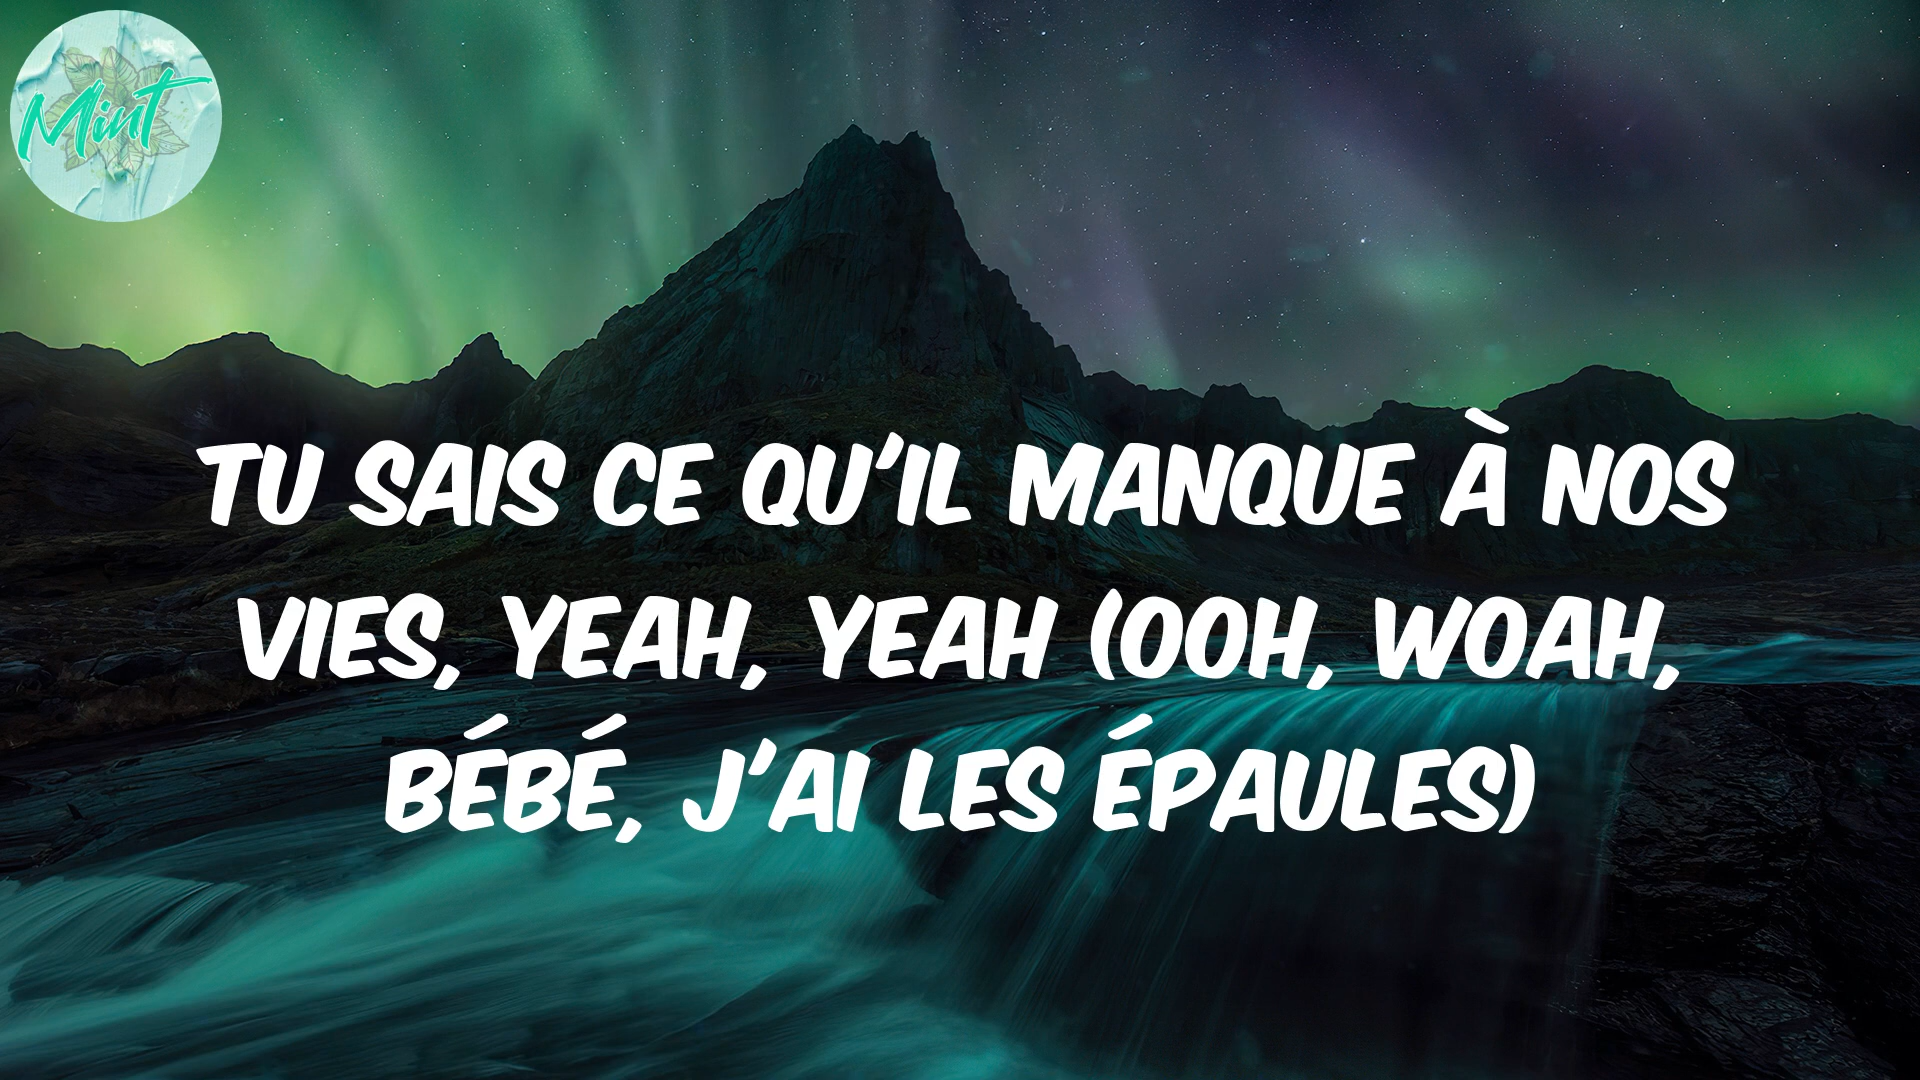 Mint
TU SAIS CE QU'IL MANQUE À NOS
VIES, YEAH, YEAH (OOH, WOAH,
BÉBÉ, J'AI LES ÉPAULES)